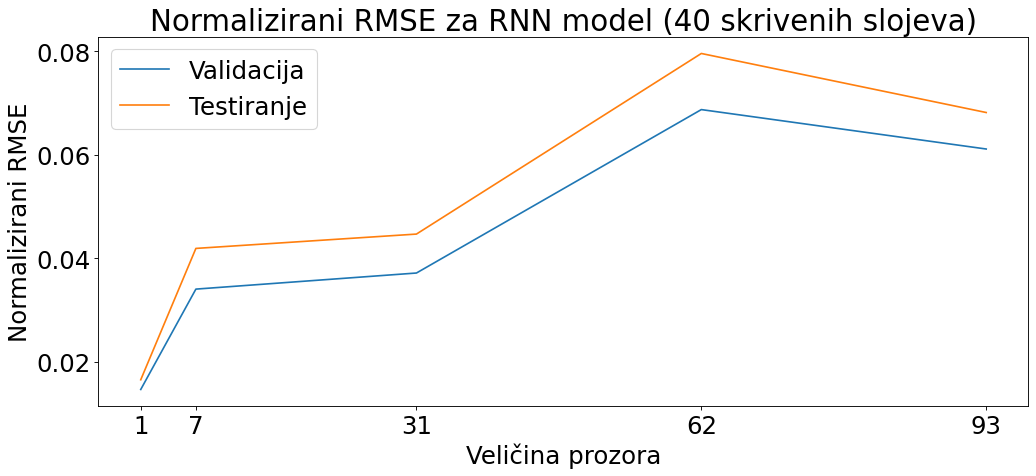 Normalizirani RMSE za RNN model (40 skrivenih slojeva)
Validacija
Testiranje
Normalizirani RMSE
0.08
0.06
0.04
0.02
1 7 31 62 93
Veličina prozora